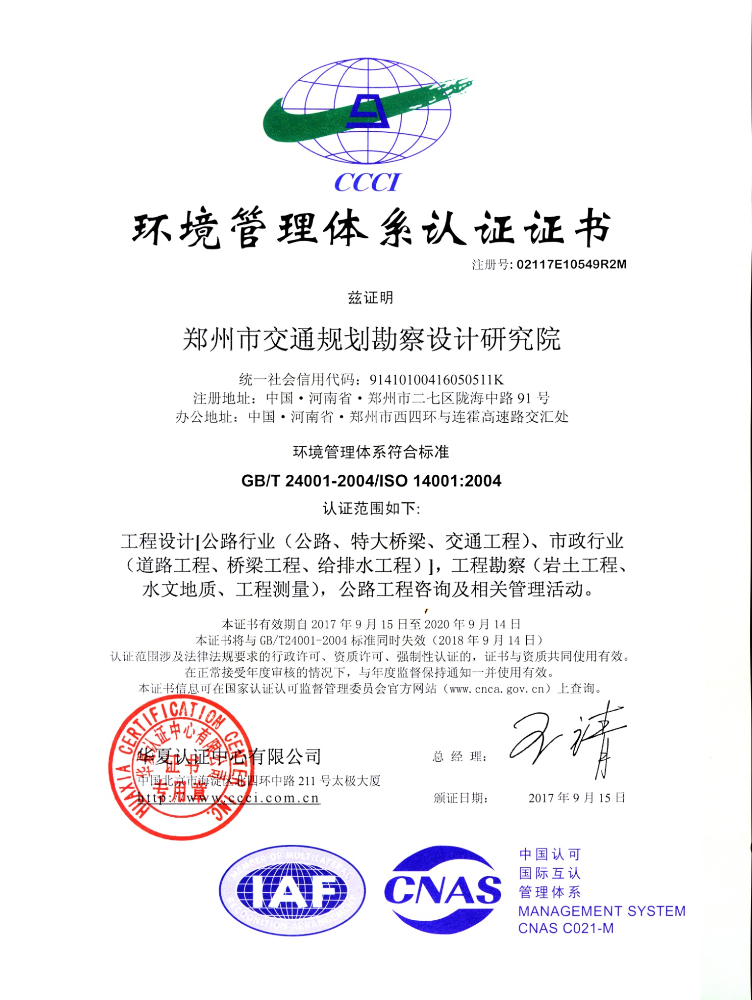 CCCI
环境管理体系认证证书
注册号: 02117E10549R2M
兹证明
郑州市交通规划勘察设计研究院
统一社会信用代码：91410100416050511K
注册地址：中国·河南省·郑州市二七区陇海中路 91 号
办公地址：中国·河南省·郑州市西四环与连霍高速路交汇处
环境管理体系符合标准
GB/T 24001-2004/ISO 14001:2004
认证范围如下:
工程设计[公路行业（公路、特大桥梁、交通工程）、市政行业
（道路工程、桥梁工程、给排水工程）]，工程勘察（岩土工程、
水文地质、工程测量），公路工程咨询及相关管理活动。
本证书有效期自 2017 年 9 月 15 日至 2020 年 9 月 14 日
本证书将与 GB/T24001-2004 标准同时失效（2018 年 9 月 14 日）
认证范围涉及法律法规要求的行政许可、资质许可、强制性认证的，证书与资质共同使用有效。
在正常接受年度审核的情况下，与年度监督保持通知一并使用有效。
本证书信息可在国家认证认可监督管理委员会官方网站（www.cnca.gov.cn）上查询。
HUAXIA CERTIFICATION CENTER INC.
华夏认证中心有限公司
证书
专用章
华夏认证中心有限公司
中国北京市海淀区北四环中路 211 号太极大厦
http://www.ccci.com.cn
总 经 理：
颁证日期： 2017 年 9 月 15 日
MEMBER OF MULTILATERAL
IAF
RECOGNITION ARRANGEMENT
CNAS
中国认可
国际互认
管理体系
MANAGEMENT SYSTEM
CNAS C021-M